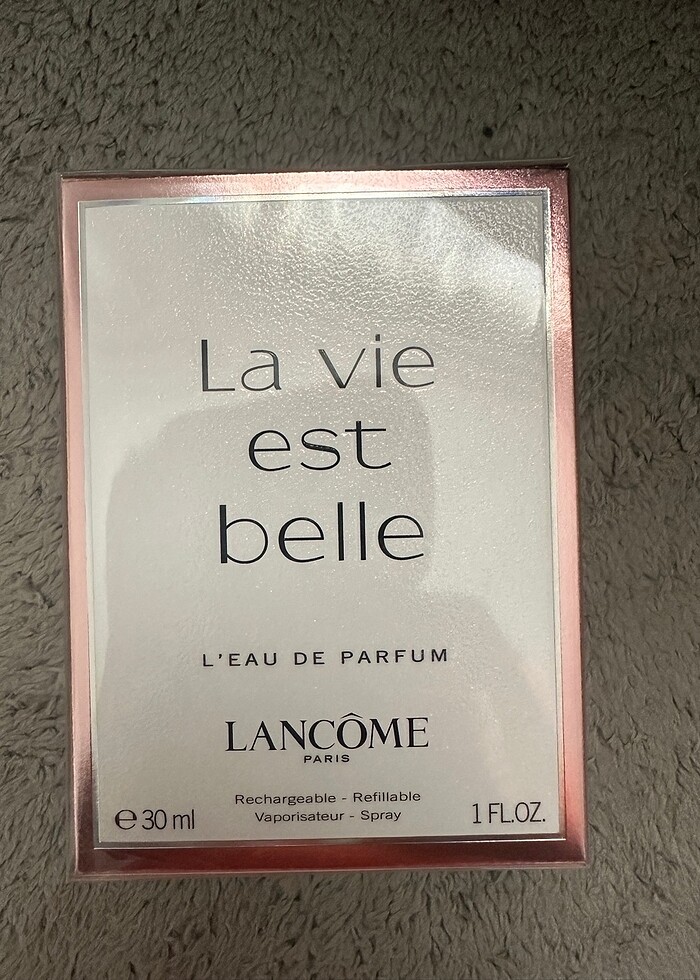 La vie
est
belle
L'EAU DE PARFUM
LANCÔME
PARIS
Rechargeable - Refillable
Vaporisateur - Spray
℮ 30 ml
1 FL.OZ.